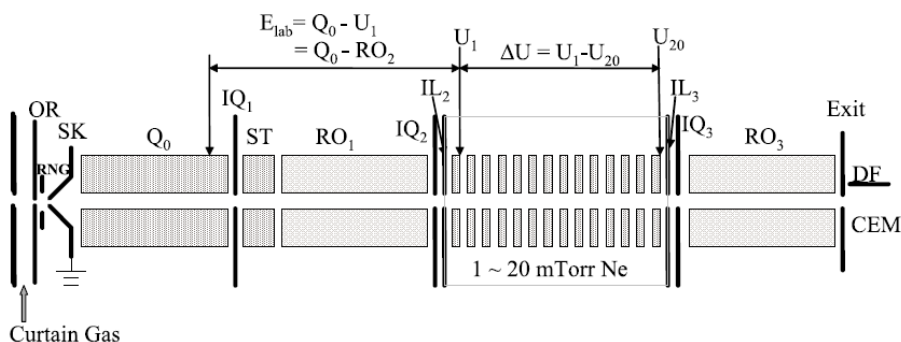 E_lab = Q_0 - U_1
= Q_0 - RO_2
U_1
ΔU = U_1-U_20
U_20
IL_2
IL_3
OR
SK
RNG
Q_0
IQ_1
ST
RO_1
IQ_2
IQ_3
RO_3
Exit
DF
CEM
1 ~ 20 mTorr Ne
Curtain Gas